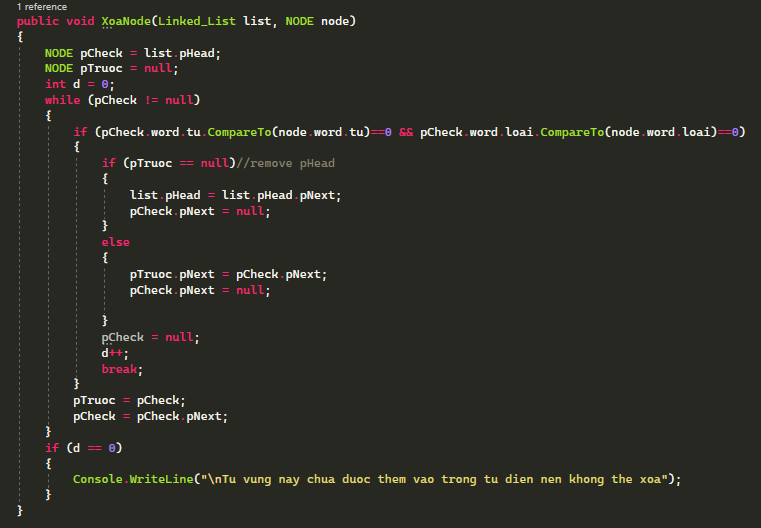 1 reference
public void XoaNode(Linked_List list, NODE node)
{
NODE pCheck = list.pHead;
NODE pTruoc = null;
int d = 0;
while (pCheck != null)
{
if (pCheck.word.tu.CompareTo(node.word.tu)==0 && pCheck.word.loai.CompareTo(node.word.loai)==0)
{
if (pTruoc == null)//remove pHead
{
list.pHead = list.pHead.pNext;
pCheck.pNext = null;
}
else
{
pTruoc.pNext = pCheck.pNext;
pCheck.pNext = null;
}
pCheck = null;
d++;
break;
}
pTruoc = pCheck;
pCheck = pCheck.pNext;
}
if (d == 0)
{
Console.WriteLine("\nTu vung nay chua duoc them vao trong tu dien nen khong the xoa");
}
}